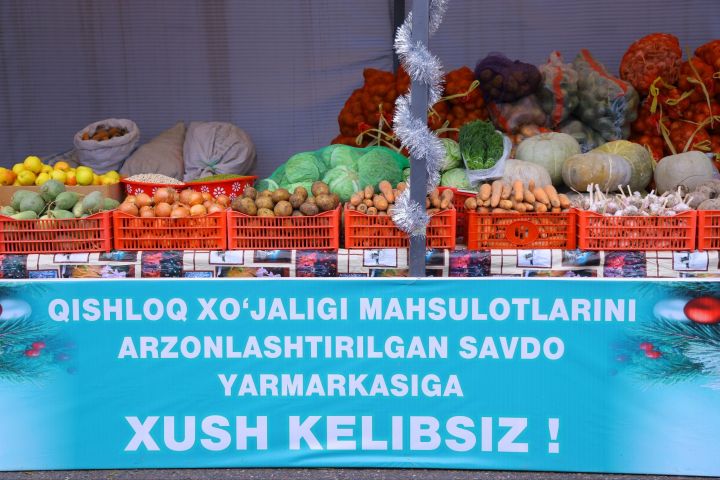 QISHLOQ XO‘JALIGI MAHSULOTLARINI
ARZONLASHTIRILGAN SAVDO
YARMARKASIGA
XUSH KELIBSIZ !